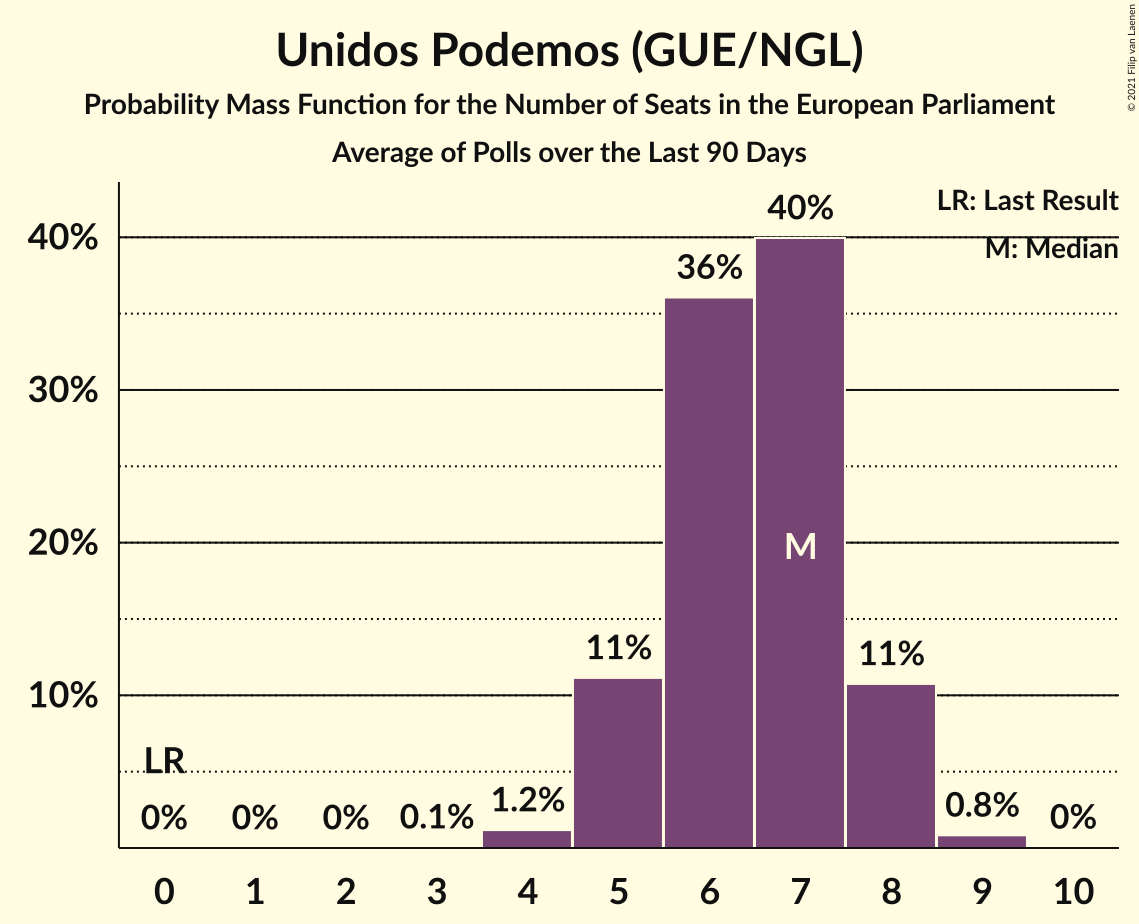 Unidos Podemos (GUE/NGL)
Probability Mass Function for the Number of Seats in the European Parliament
Average of Polls over the Last 90 Days
© 2021 Filip van Laenen
LR: Last Result
M: Median
40%
30%
20%
10%
40%
36%
M
11%
11%
LR
0%
0%
0%
0.1%
1.2%
0.8%
0%
0 1 2 3 4 5 6 7 8 9 10